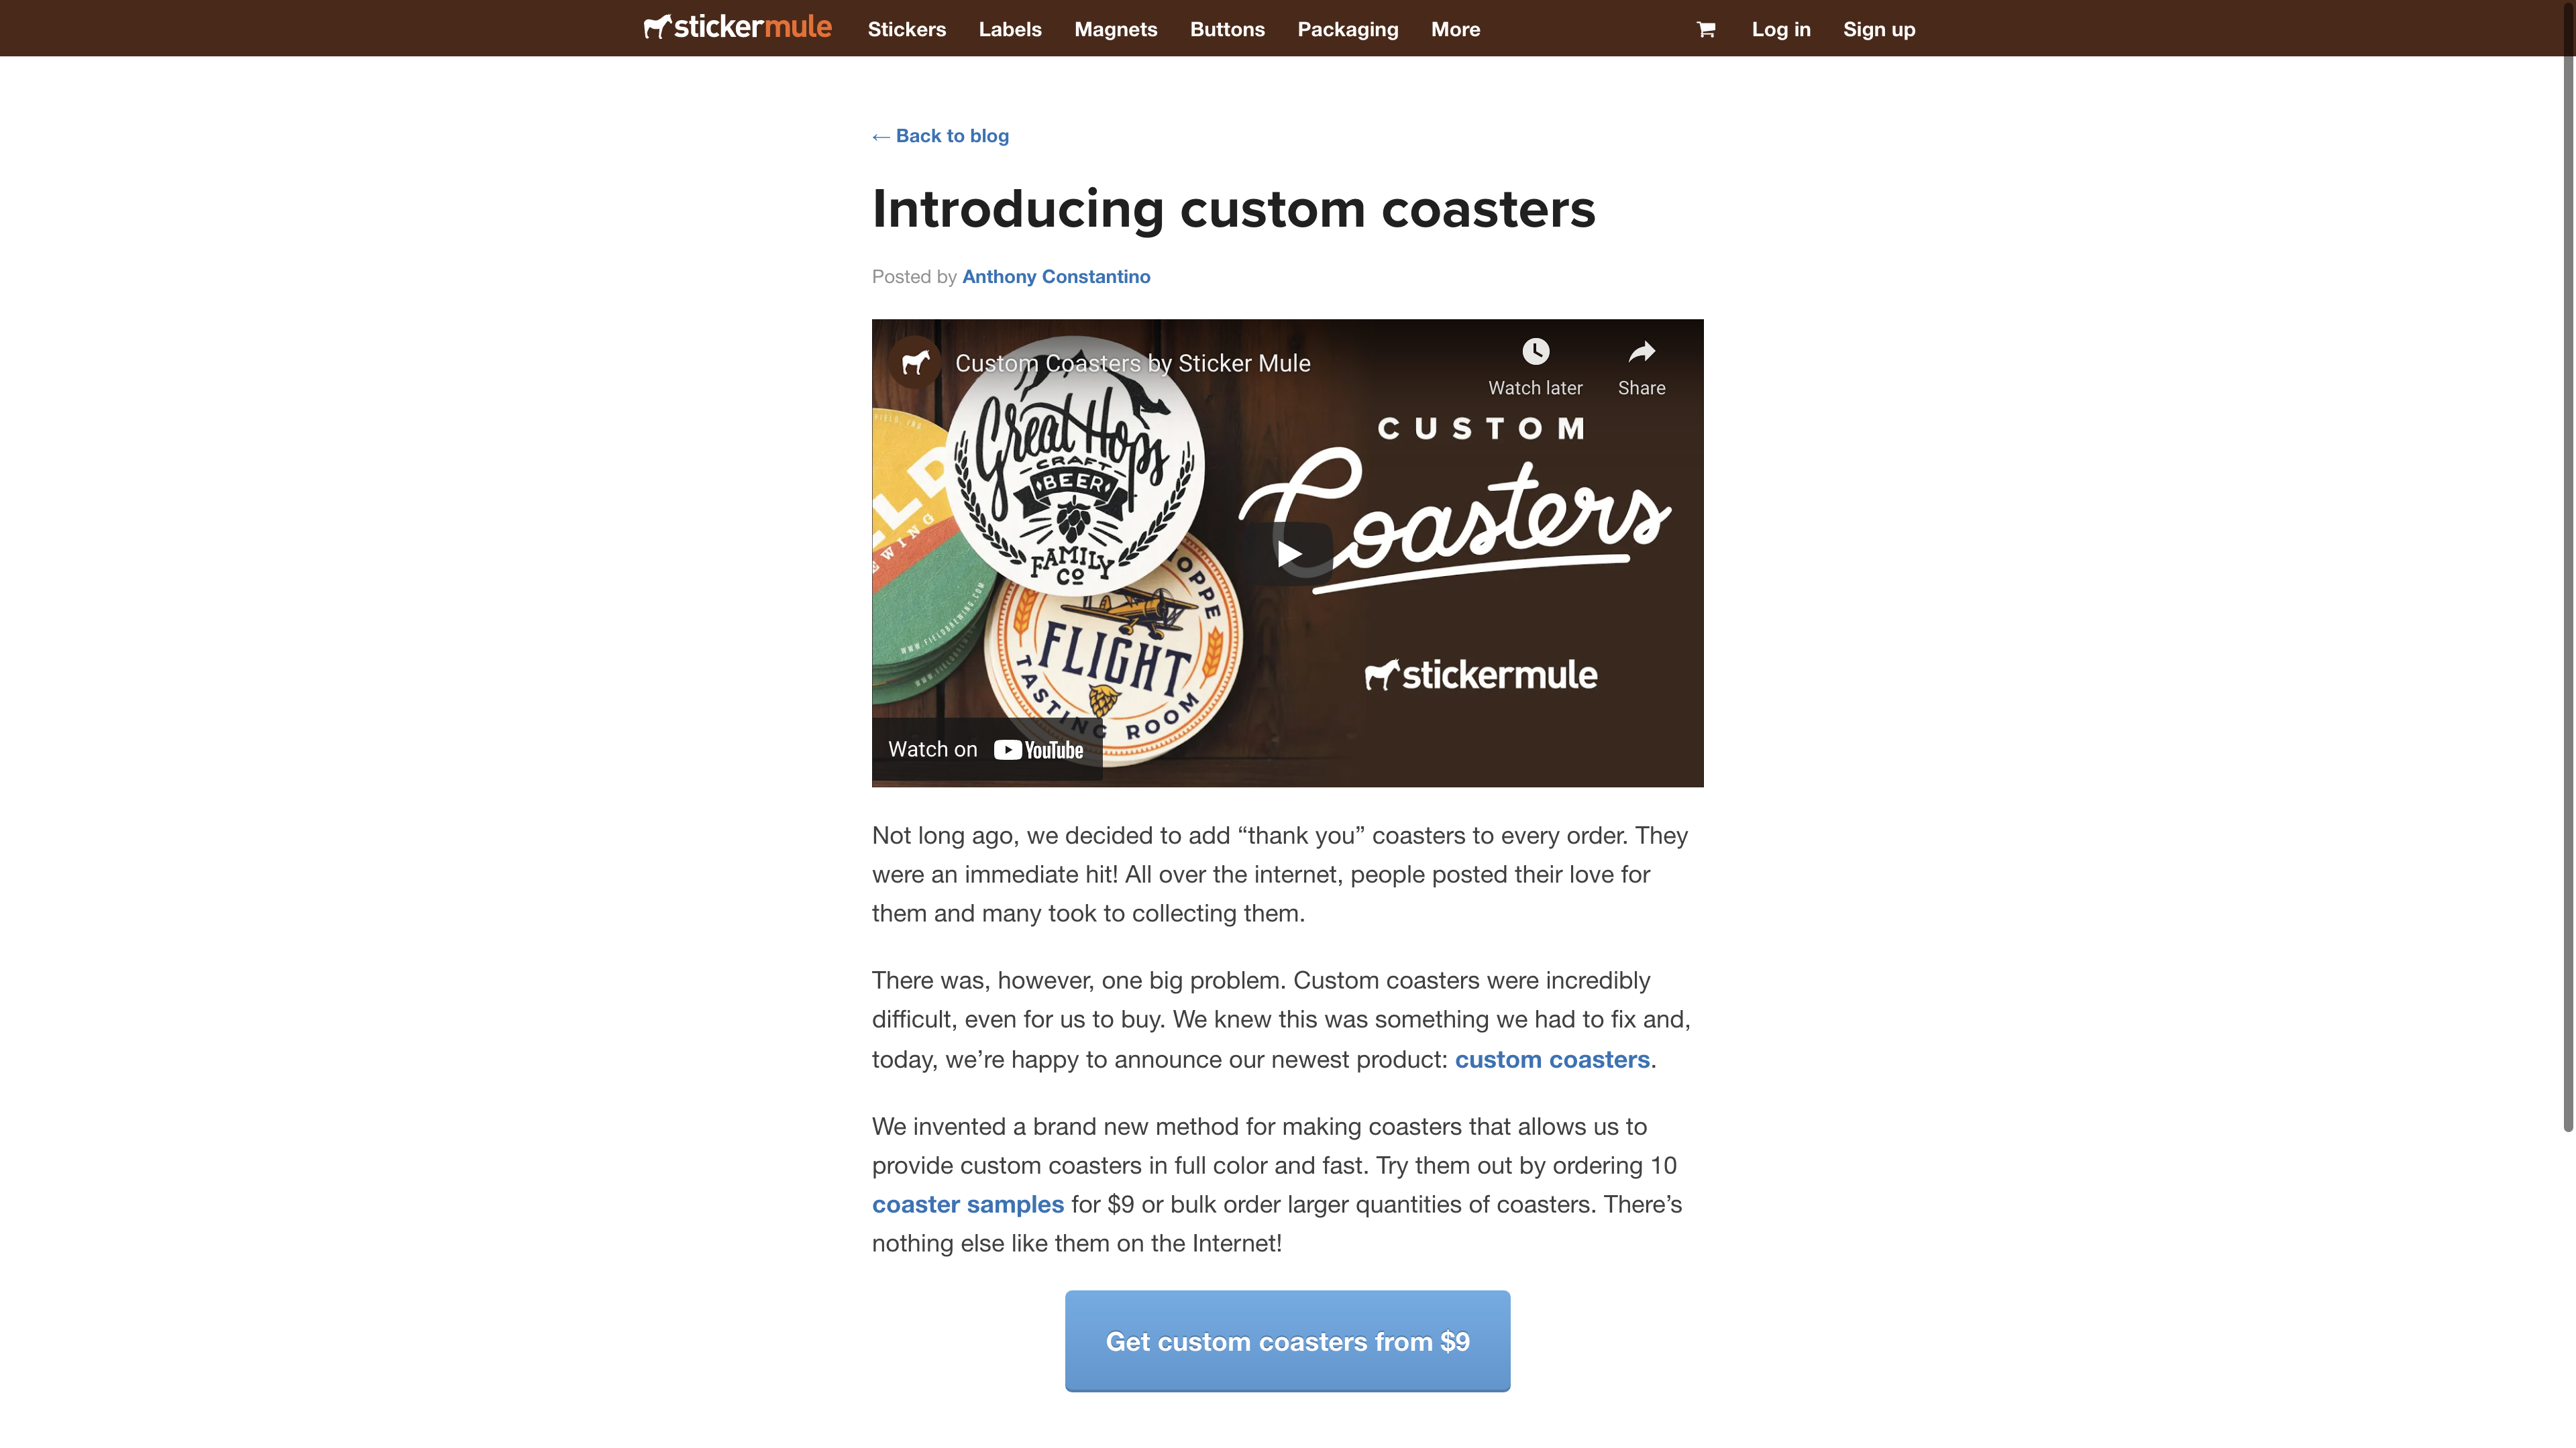 stickermule
Stickers
Labels
Magnets
Buttons
Packaging
More
Log in
Sign up
← Back to blog
Introducing custom coasters
Posted by Anthony Constantino
Custom Coasters by Sticker Mule
Watch later
Share
CUSTOM
Coasters
stickermule
Great Hops
CRAFT
BEER
FAMILY
CO
WWW.FIELDBREWING.COM
FLIGHT
TASTING ROOM
Watch on YouTube
Not long ago, we decided to add “thank you” coasters to every order. They
were an immediate hit! All over the internet, people posted their love for
them and many took to collecting them.
There was, however, one big problem. Custom coasters were incredibly
difficult, even for us to buy. We knew this was something we had to fix and,
today, we’re happy to announce our newest product: custom coasters.
We invented a brand new method for making coasters that allows us to
provide custom coasters in full color and fast. Try them out by ordering 10
coaster samples for $9 or bulk order larger quantities of coasters. There’s
nothing else like them on the Internet!
Get custom coasters from $9